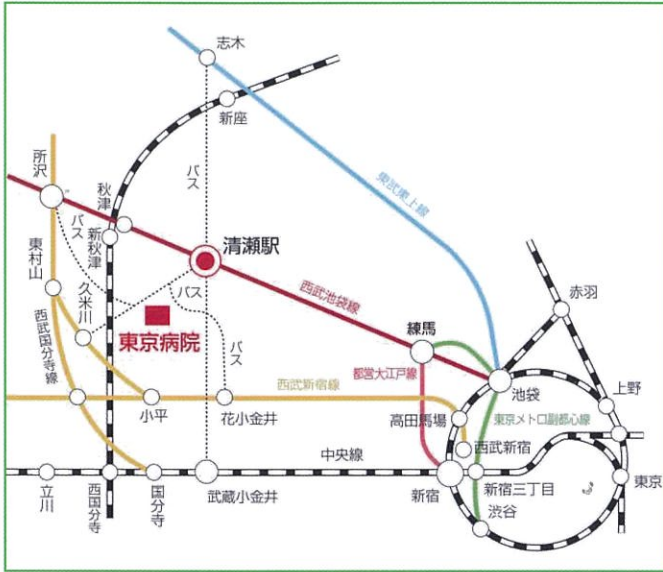 志木
新座
東武東上線
所沢
秋津
バス
新秋津
バス
清瀬駅
東村山
久米川
バス
西武池袋線
赤羽
東京病院
西武国分寺線
バス
練馬
都営大江戸線
池袋
上野
西武新宿線
小平
花小金井
高田馬場
東京メトロ副都心線
西武新宿
中央線
立川
西国分寺
国分寺
武蔵小金井
新宿
新宿三丁目
東京
渋谷